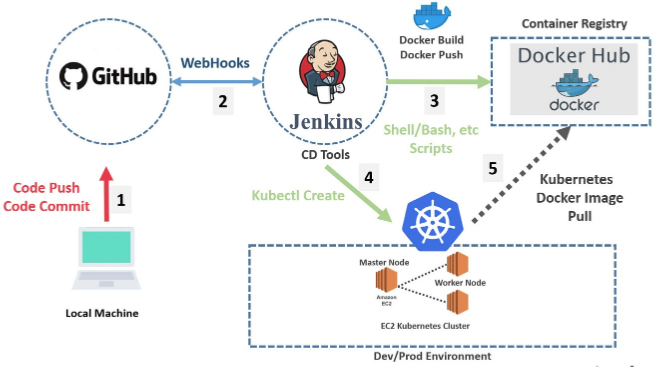 GitHub
WebHooks
2
Jenkins
CD Tools
Docker Build
Docker Push
3
Shell/Bash, etc
Scripts
Container Registry
Docker Hub
docker
Code Push
Code Commit
1
Local Machine
4
Kubectl Create
5
Kubernetes
Docker Image
Pull
Master Node
Amazon
EC2
Worker Node
EC2 Kubernetes Cluster
Dev/Prod Environment